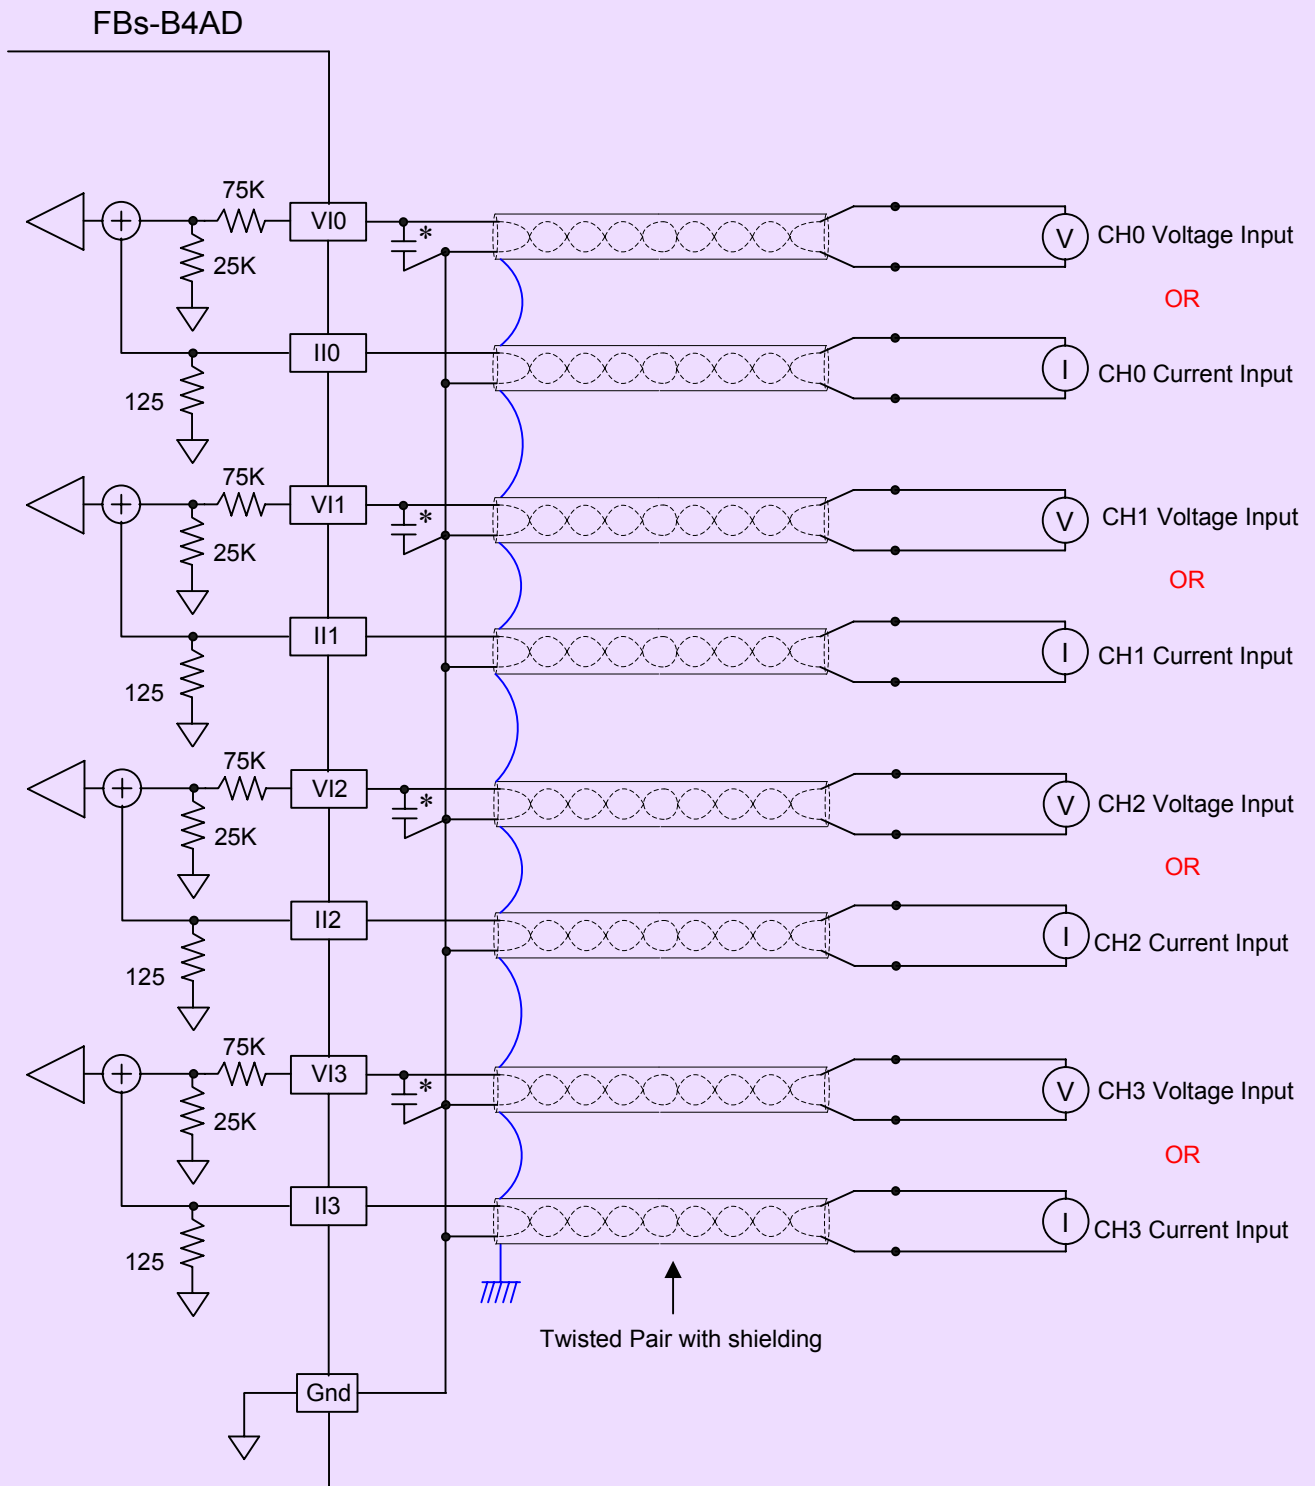 FBs-B4AD
75K
VI0
*
V
CH0 Voltage Input
25K
OR
II0
I
CH0 Current Input
125
75K
VI1
*
V
CH1 Voltage Input
25K
OR
II1
I
CH1 Current Input
125
75K
VI2
*
V
CH2 Voltage Input
25K
OR
II2
I
CH2 Current Input
125
75K
VI3
*
V
CH3 Voltage Input
25K
OR
II3
I
CH3 Current Input
125
Twisted Pair with shielding
Gnd